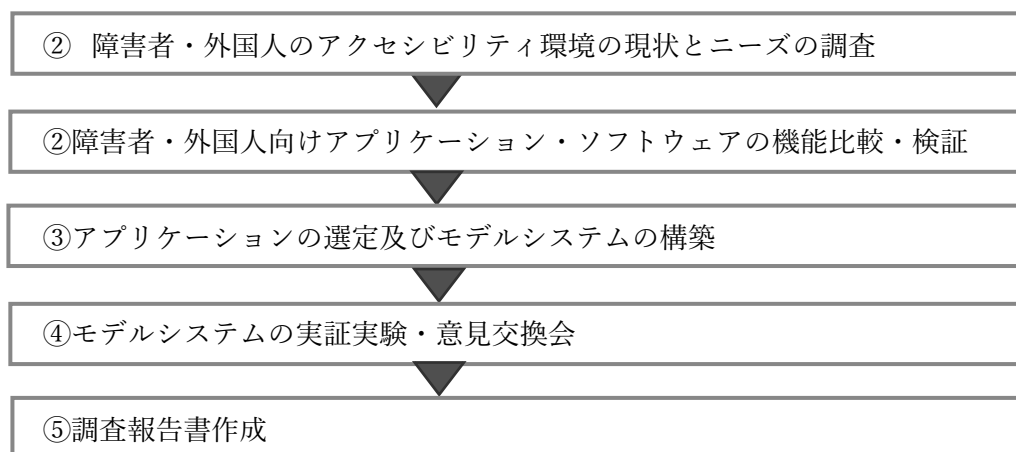 ② 障害者・外国人のアクセシビリティ環境の現状とニーズの調査
②障害者・外国人向けアプリケーション・ソフトウェアの機能比較・検証
③アプリケーションの選定及びモデルシステムの構築
④モデルシステムの実証実験・意見交換会
⑤調査報告書作成